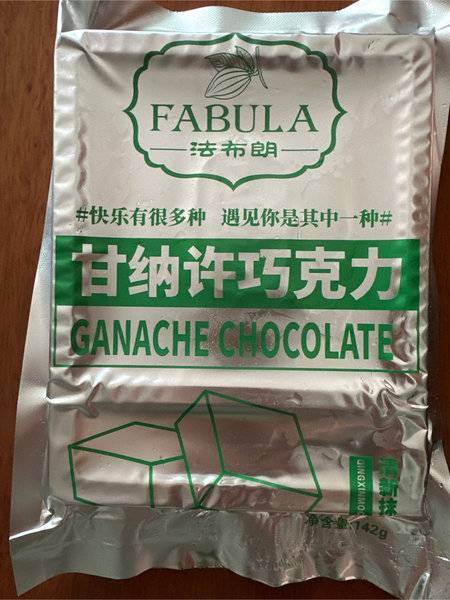 FABULA
法布朗
#快乐有很多种 遇见你是其中一种#
甘纳许巧克力
GANACHE CHOCOLATE
清新抹
QINGXINMO
净含量:142g